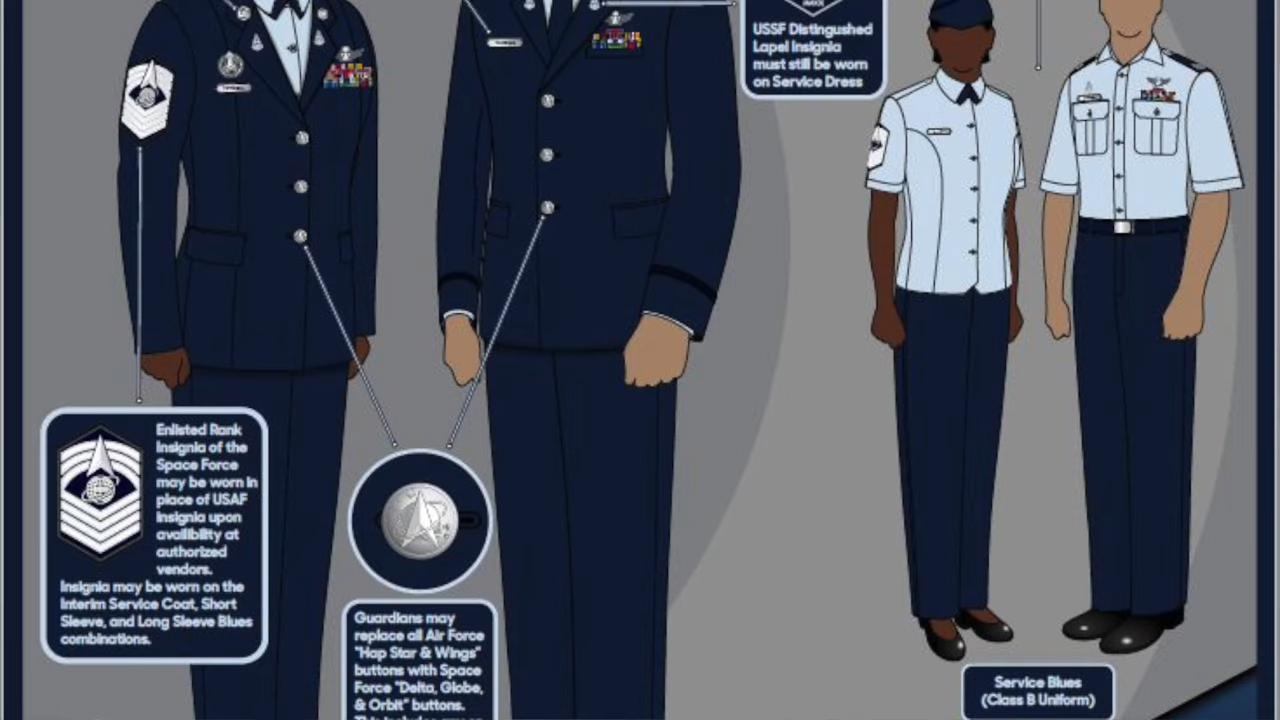 USSF Distingushed
Lapel Insignia
must still be worn
on Service Dress
Enlisted Rank
Insignia of the
Space Force
may be worn in
place of USAF
insignia upon
availibility at
authorized
vendors.
Insignia may be worn on the
Interim Service Coat, Short
Sleeve, and Long Sleeve Blues
combinations.
Guardians may
replace all Air Force
"Hap Star & Wings"
buttons with Space
Force "Delta, Globe,
& Orbit" buttons.
Service Blues
(Class B Uniform)